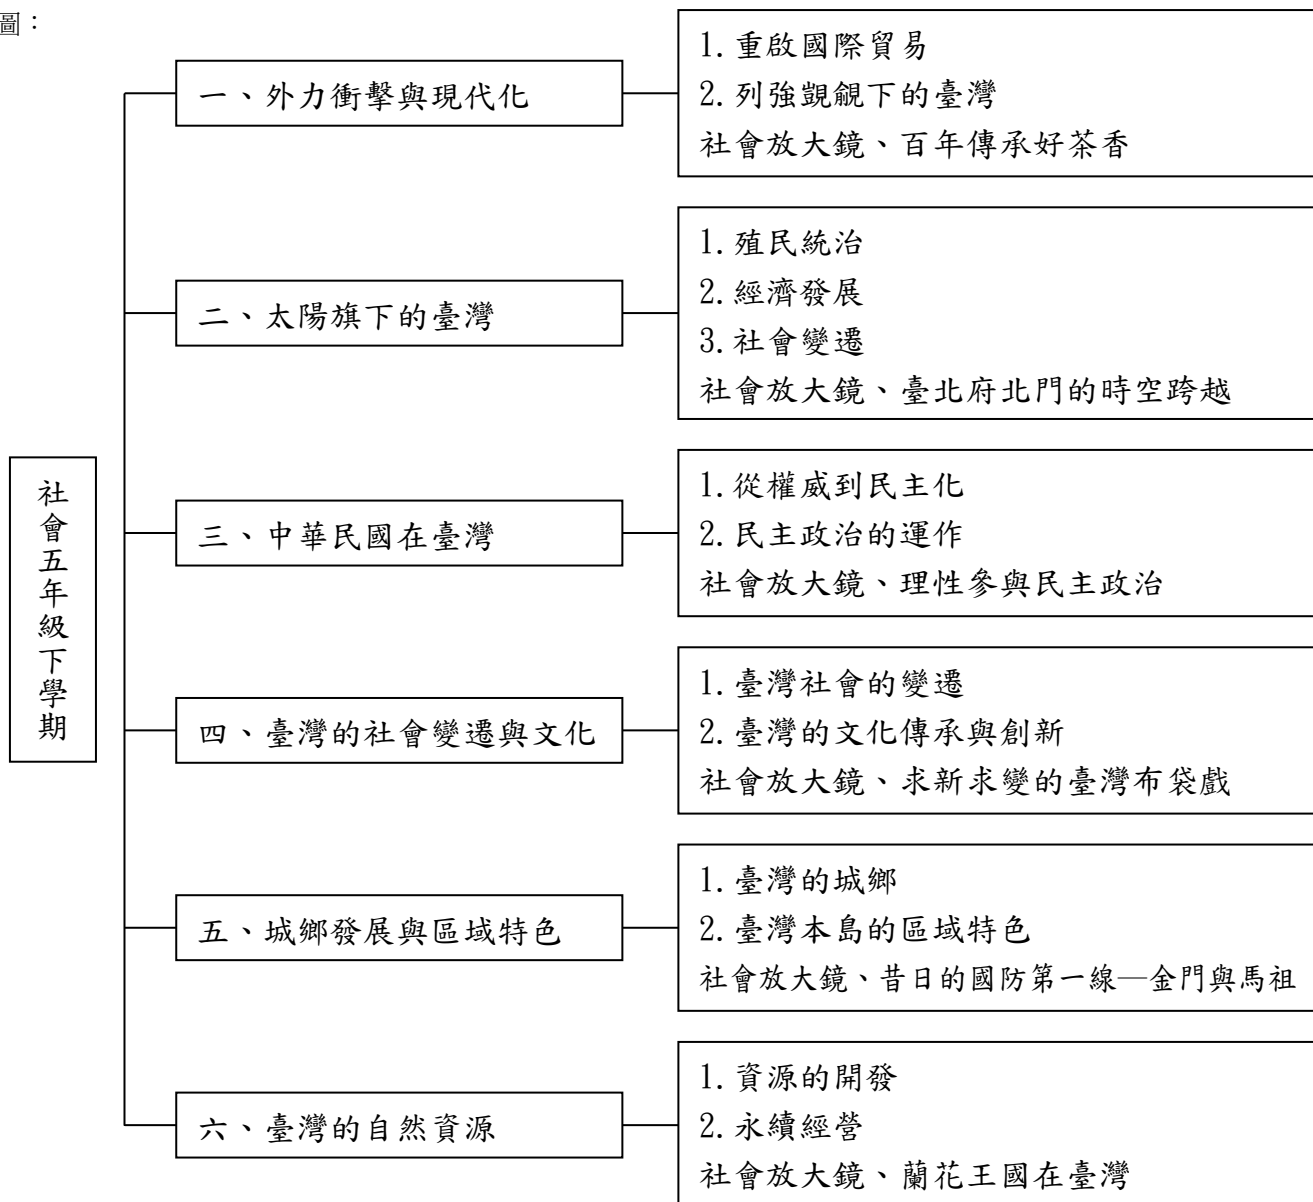 圖：
社會五年級下學期
一、外力衝擊與現代化
1.重啟國際貿易
2.列強覬覦下的臺灣
社會放大鏡、百年傳承好茶香
二、太陽旗下的臺灣
1.殖民統治
2.經濟發展
3.社會變遷
社會放大鏡、臺北府北門的時空跨越
三、中華民國在臺灣
1.從權威到民主化
2.民主政治的運作
社會放大鏡、理性參與民主政治
四、臺灣的社會變遷與文化
1.臺灣社會的變遷
2.臺灣的文化傳承與創新
社會放大鏡、求新求變的臺灣布袋戲
五、城鄉發展與區域特色
1.臺灣的城鄉
2.臺灣本島的區域特色
社會放大鏡、昔日的國防第一線─金門與馬祖
六、臺灣的自然資源
1.資源的開發
2.永續經營
社會放大鏡、蘭花王國在臺灣